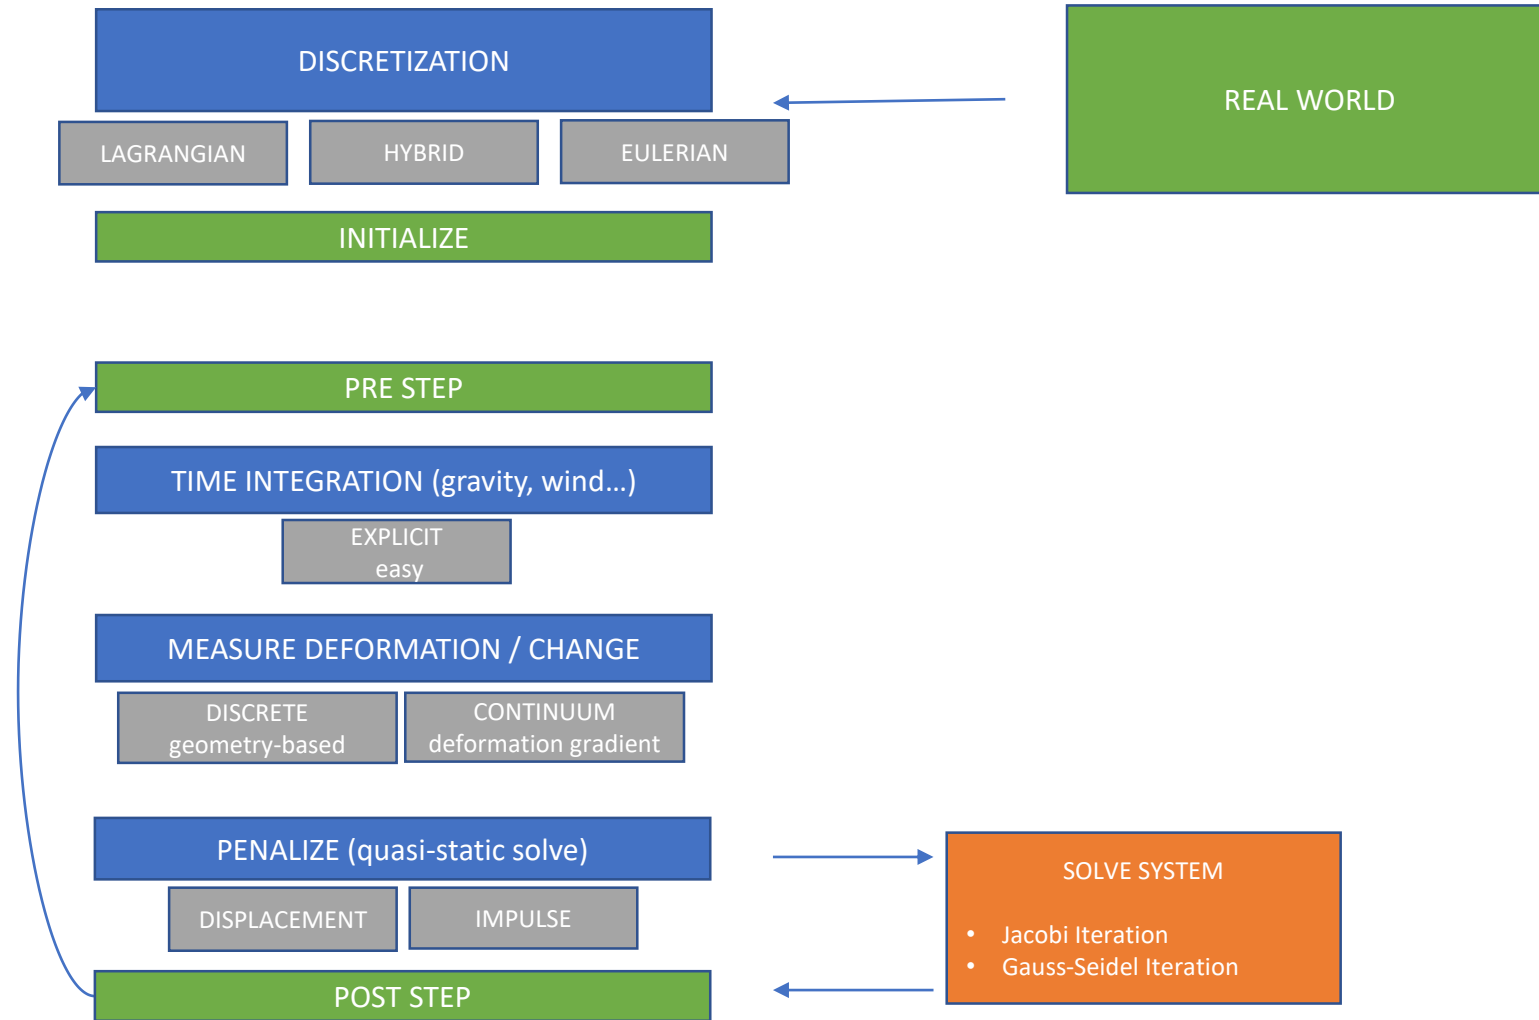 DISCRETIZATION
REAL WORLD
LAGRANGIAN
HYBRID
EULERIAN
INITIALIZE
PRE STEP
TIME INTEGRATION (gravity, wind…)
EXPLICIT
easy
MEASURE DEFORMATION / CHANGE
DISCRETE
geometry-based
CONTINUUM
deformation gradient
PENALIZE (quasi-static solve)
DISPLACEMENT
IMPULSE
POST STEP
SOLVE SYSTEM
• Jacobi Iteration
• Gauss-Seidel Iteration